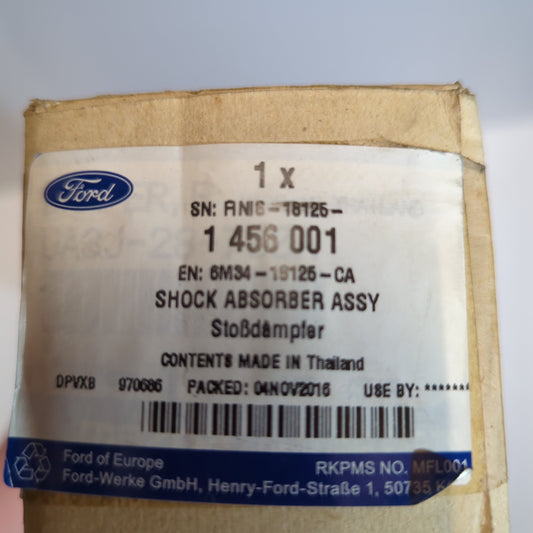 Ford
1 x
SN: RNIS-18125-
1 456 001
EN: 6M34-18125-CA
SHOCK ABSORBER ASSY
Stoßdämpfer
CONTENTS MADE IN Thailand
DPVXB 970686 PACKED: 04NOV2016 USE BY: *******
Ford of Europe RKPMS NO. MFL001
Ford-Werke GmbH, Henry-Ford-Straße 1, 50735